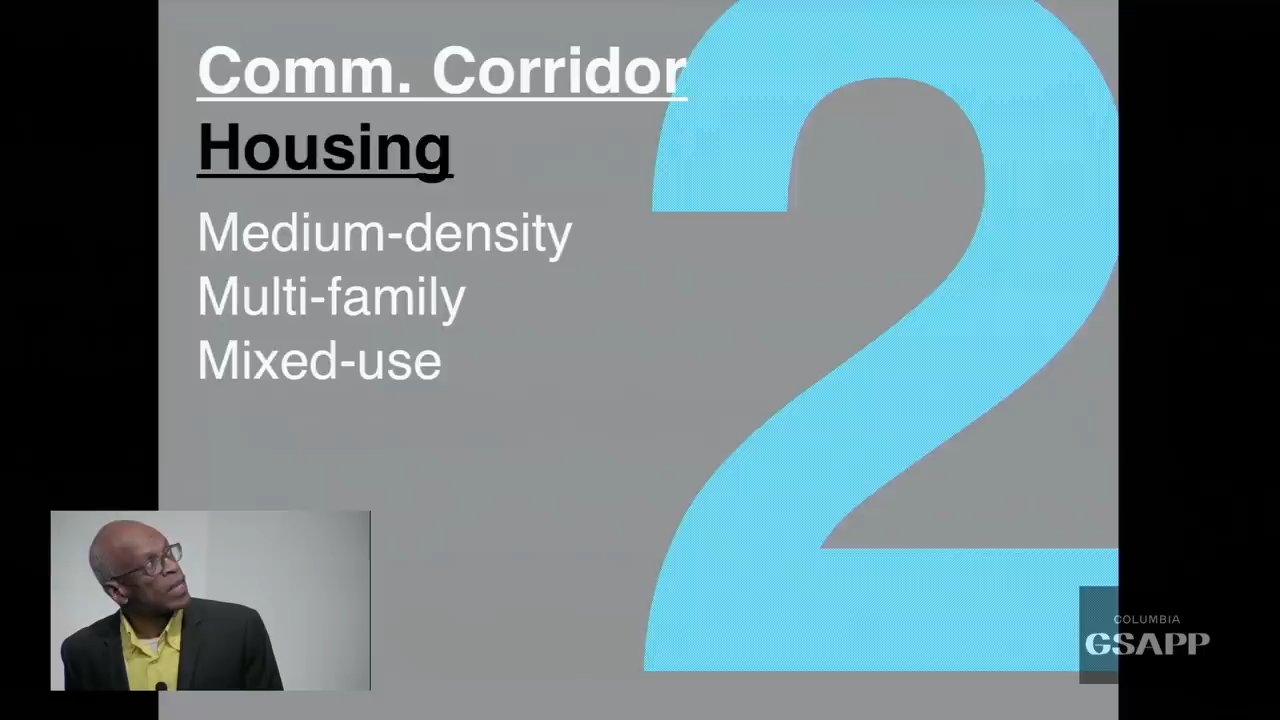 Comm. Corridor
Housing
Medium-density
Multi-family
Mixed-use
2
COLUMBIA
GSAPP